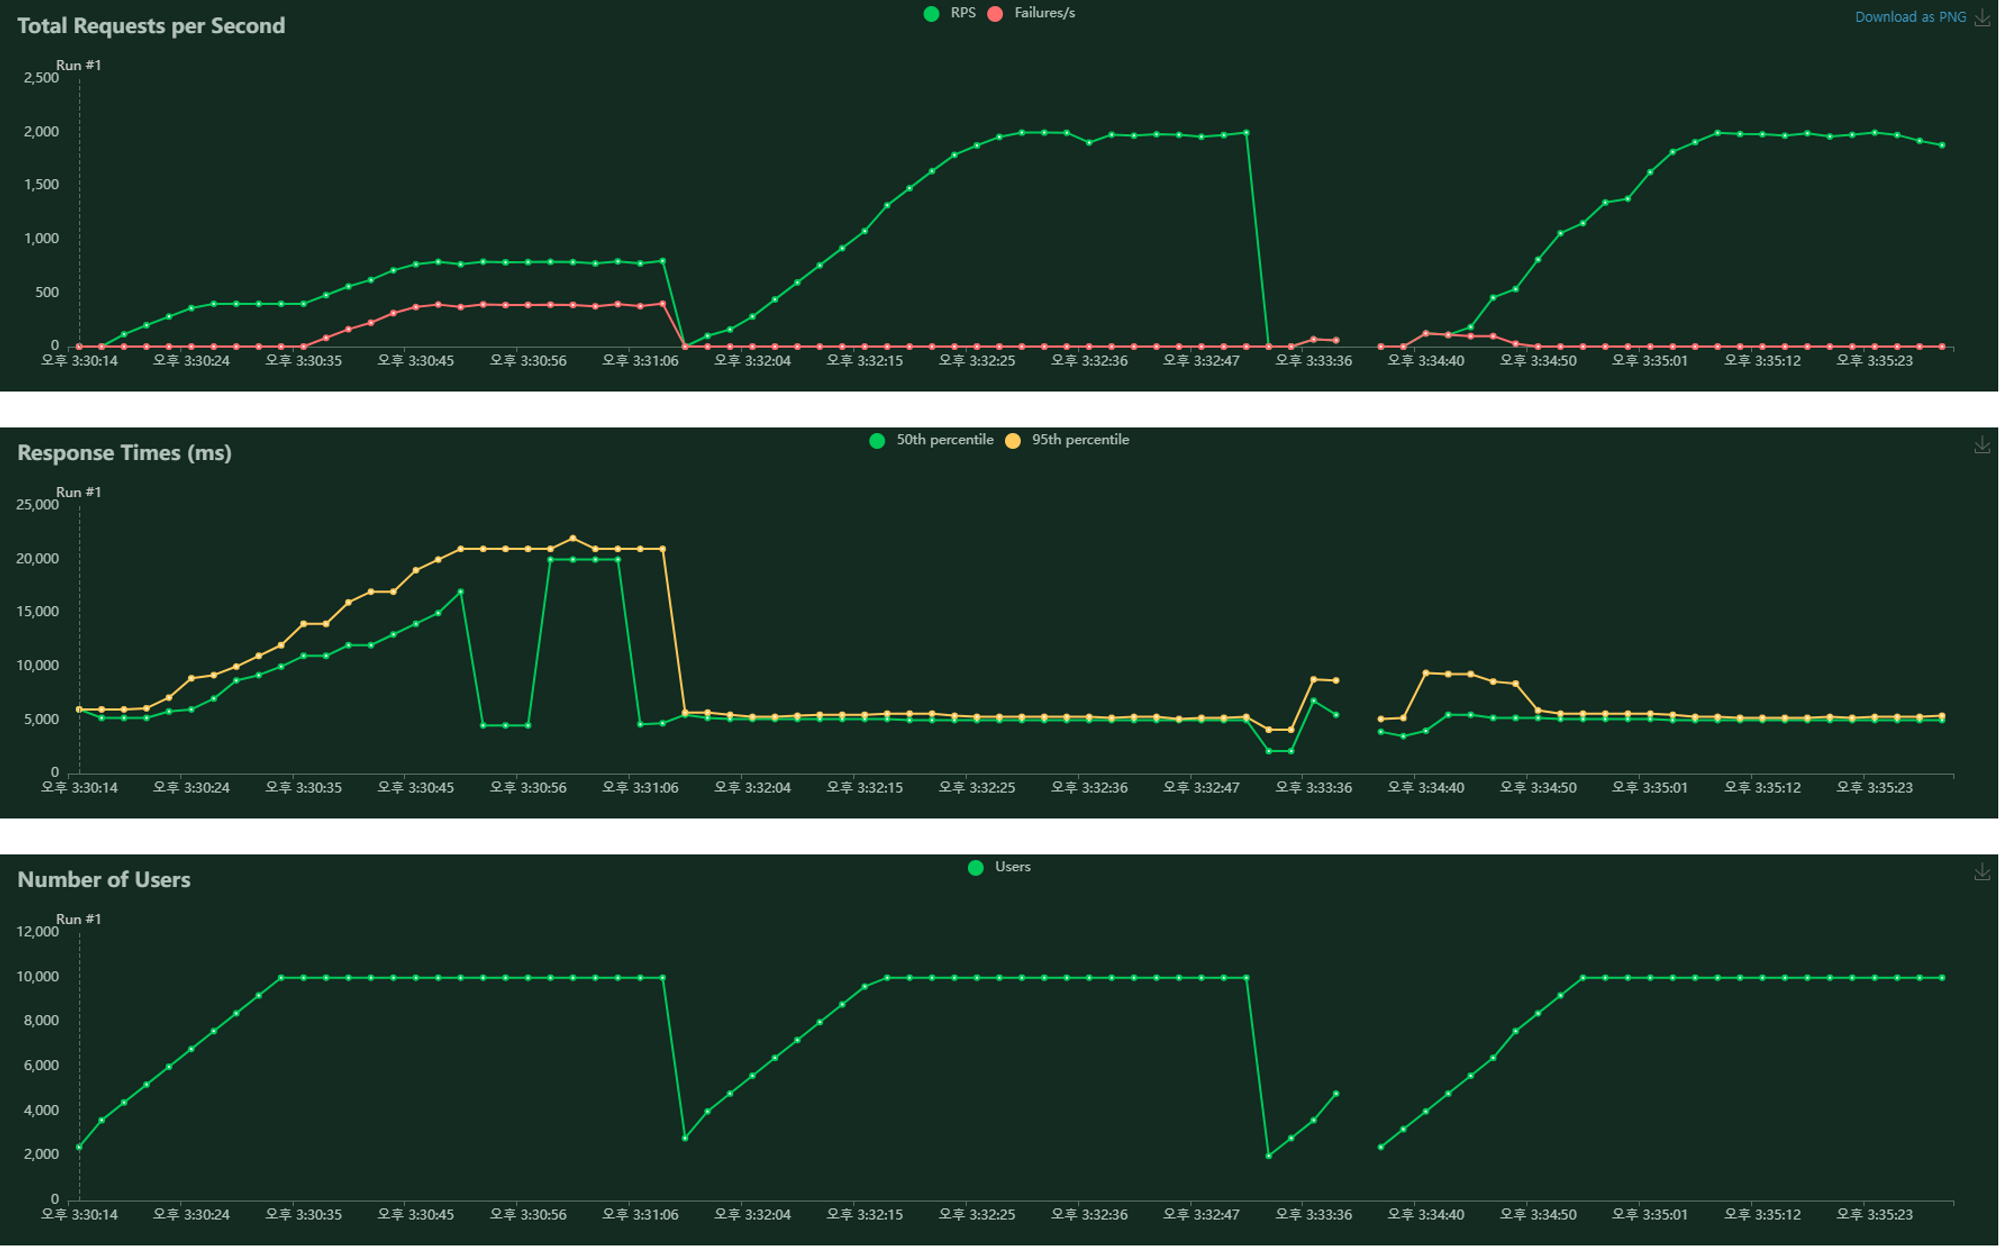 Total Requests per Second
RPS Failures/s
Download as PNG
Run #1
2,500
2,000
1,500
1,000
500
0
오후 3:30:14 오후 3:30:24 오후 3:30:35 오후 3:30:45 오후 3:30:56 오후 3:31:06 오후 3:32:04 오후 3:32:15 오후 3:32:25 오후 3:32:36 오후 3:32:47 오후 3:33:36 오후 3:34:40 오후 3:34:50 오후 3:35:01 오후 3:35:12 오후 3:35:23
Response Times (ms)
50th percentile 95th percentile
Run #1
25,000
20,000
15,000
10,000
5,000
0
오후 3:30:14 오후 3:30:24 오후 3:30:35 오후 3:30:45 오후 3:30:56 오후 3:31:06 오후 3:32:04 오후 3:32:15 오후 3:32:25 오후 3:32:36 오후 3:32:47 오후 3:33:36 오후 3:34:40 오후 3:34:50 오후 3:35:01 오후 3:35:12 오후 3:35:23
Number of Users
Users
Run #1
12,000
10,000
8,000
6,000
4,000
2,000
0
오후 3:30:14 오후 3:30:24 오후 3:30:35 오후 3:30:45 오후 3:30:56 오후 3:31:06 오후 3:32:04 오후 3:32:15 오후 3:32:25 오후 3:32:36 오후 3:32:47 오후 3:33:36 오후 3:34:40 오후 3:34:50 오후 3:35:01 오후 3:35:12 오후 3:35:23